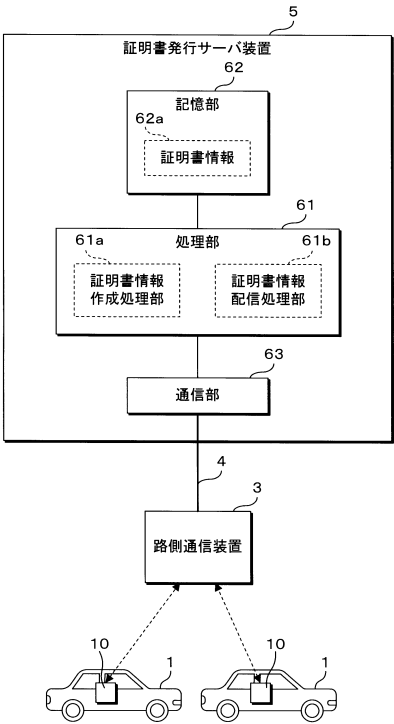 5
証明書発行サーバ装置
62
記憶部
62a
証明書情報
61
61a
処理部
61b
証明書情報
作成処理部
証明書情報
配信処理部
63
通信部
4
3
路側通信装置
10
1
10
1